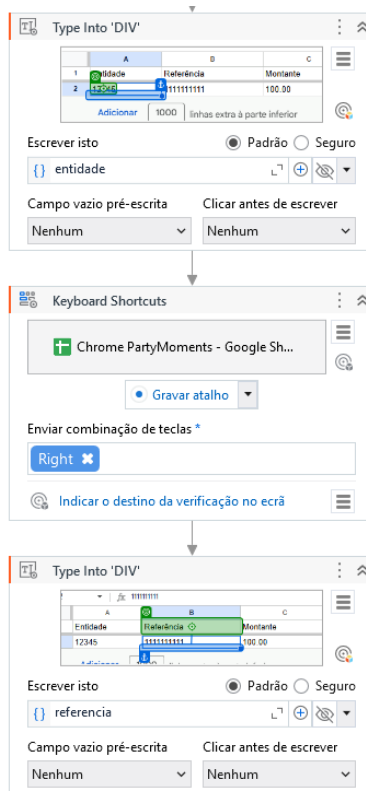 Type Into 'DIV'
A B C
1 Entidade Referência Montante
2 12345 1111111111 100.00
Adicionar 1000 linhas extra à parte inferior
Escrever isto Padrão Seguro
{} entidade
Campo vazio pré-escrita Clicar antes de escrever
Nenhum Nenhum
Keyboard Shortcuts
Chrome PartyMoments - Google Sh...
Gravar atalho
Enviar combinação de teclas *
Right
Indicar o destino da verificação no ecrã
Type Into 'DIV'
fx 1111111111
A B C
Entidade Referência Montante
12345 1111111111 100.00
Escrever isto Padrão Seguro
{} referencia
Campo vazio pré-escrita Clicar antes de escrever
Nenhum Nenhum